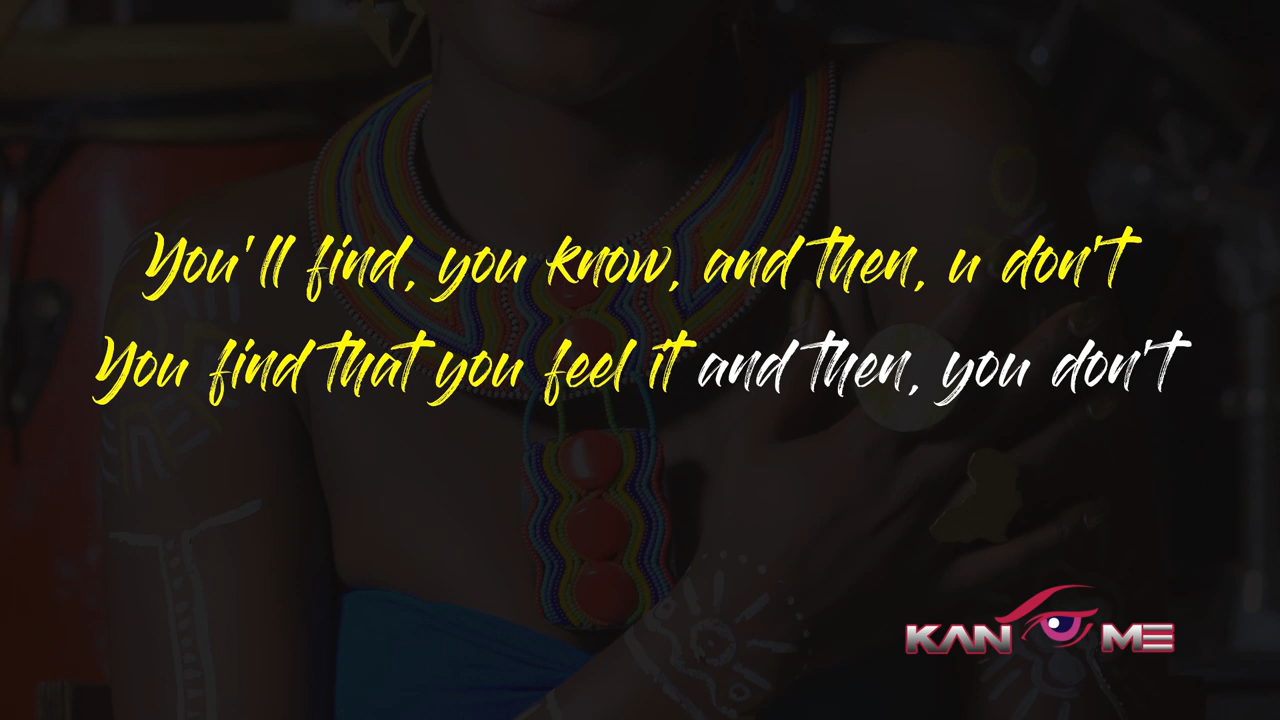 You'll find, you know, and then, u don't
You find that you feel it and then, you don't
KAN ME